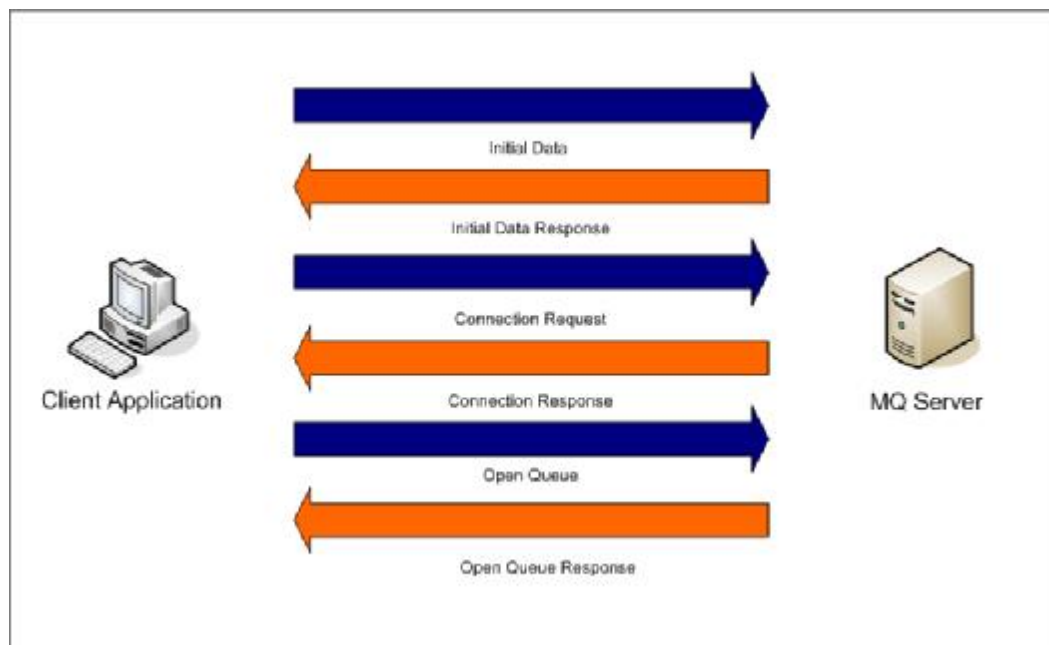 Initial Data
Initial Data Response
Connection Request
Client Application
MQ Server
Connection Response
Open Queue
Open Queue Response